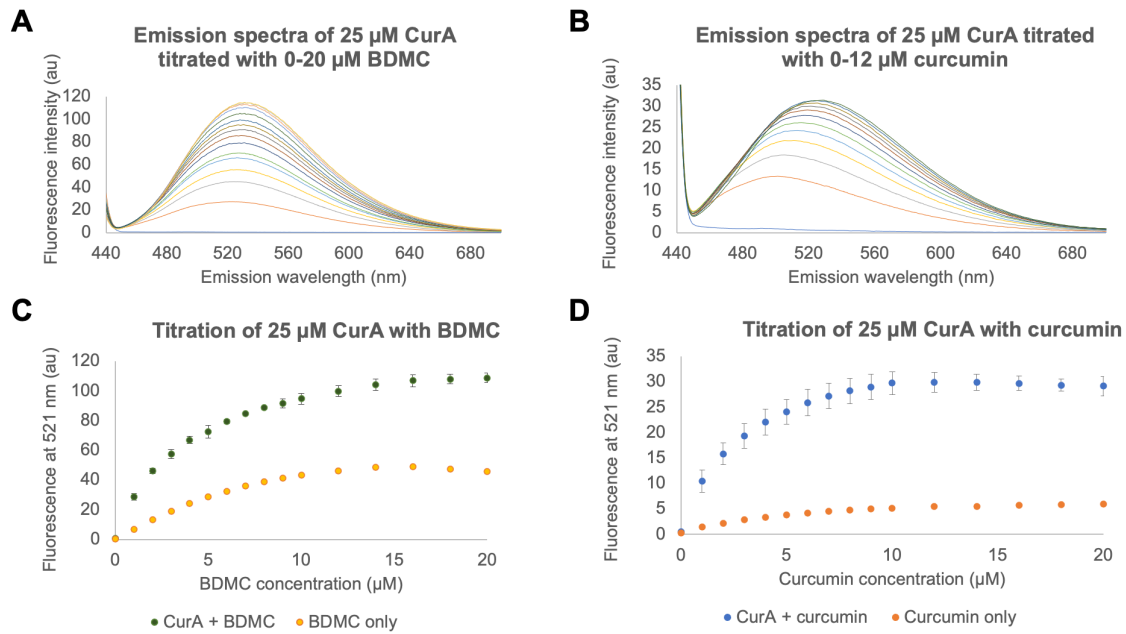 A
Emission spectra of 25 µM CurA
titrated with 0-20 µM BDMC
Fluorescence intensity (au)
120
100
80
60
40
20
0
440 480 520 560 600 640 680
Emission wavelength (nm)
B
Emission spectra of 25 µM CurA titrated
with 0-12 µM curcumin
Fluorescence intensity (au)
35
30
25
20
15
10
5
0
440 480 520 560 600 640 680
Emission wavelength (nm)
C
Titration of 25 µM CurA with BDMC
Fluorescence at 521 nm (au)
120
100
80
60
40
20
0
0 5 10 15 20
BDMC concentration (µM)
CurA + BDMC BDMC only
D
Titration of 25 µM CurA with curcumin
Fluorescence at 521 nm (au)
35
30
25
20
15
10
5
0
0 5 10 15 20
Curcumin concentration (µM)
CurA + curcumin Curcumin only